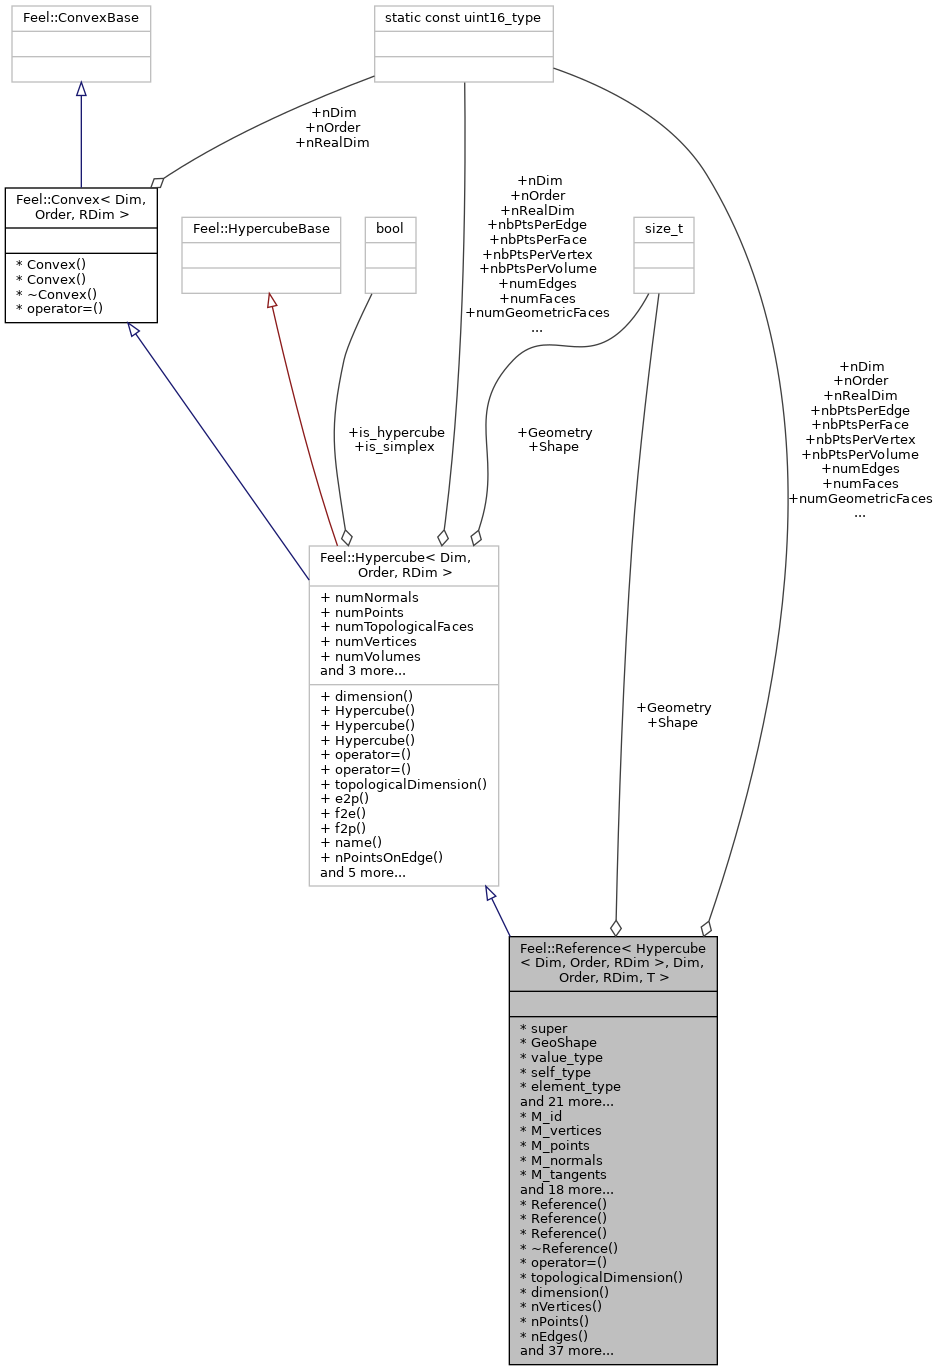 Feel::ConvexBase
static const uint16_type
+nDim
+nOrder
+nRealDim
Feel::Convex< Dim,
Order, RDim >
* Convex()
* Convex()
* ~Convex()
* operator=()
Feel::HypercubeBase
bool
+nDim
+nOrder
+nRealDim
+nbPtsPerEdge
+nbPtsPerFace
+nbPtsPerVertex
+nbPtsPerVolume
+numEdges
+numFaces
+numGeometricFaces
...
size_t
+nDim
+nOrder
+nRealDim
+nbPtsPerEdge
+nbPtsPerFace
+nbPtsPerVertex
+nbPtsPerVolume
+numEdges
+numFaces
+numGeometricFaces
...
+is_hypercube
+is_simplex
+Geometry
+Shape
Feel::Hypercube< Dim,
Order, RDim >
+ numNormals
+ numPoints
+ numTopologicalFaces
+ numVertices
+ numVolumes
and 3 more...
+ dimension()
+ Hypercube()
+ Hypercube()
+ Hypercube()
+ operator=()
+ operator=()
+ topologicalDimension()
+ e2p()
+ f2e()
+ f2p()
+ name()
+ nPointsOnEdge()
and 5 more...
+Geometry
+Shape
Feel::Reference< Hypercube
< Dim, Order, RDim >, Dim,
Order, RDim, T >
* super
* GeoShape
* value_type
* self_type
* element_type
and 21 more...
* M_id
* M_vertices
* M_points
* M_normals
* M_tangents
and 18 more...
* Reference()
* Reference()
* Reference()
* ~Reference()
* operator=()
* topologicalDimension()
* dimension()
* nVertices()
* nPoints()
* nEdges()
and 37 more...